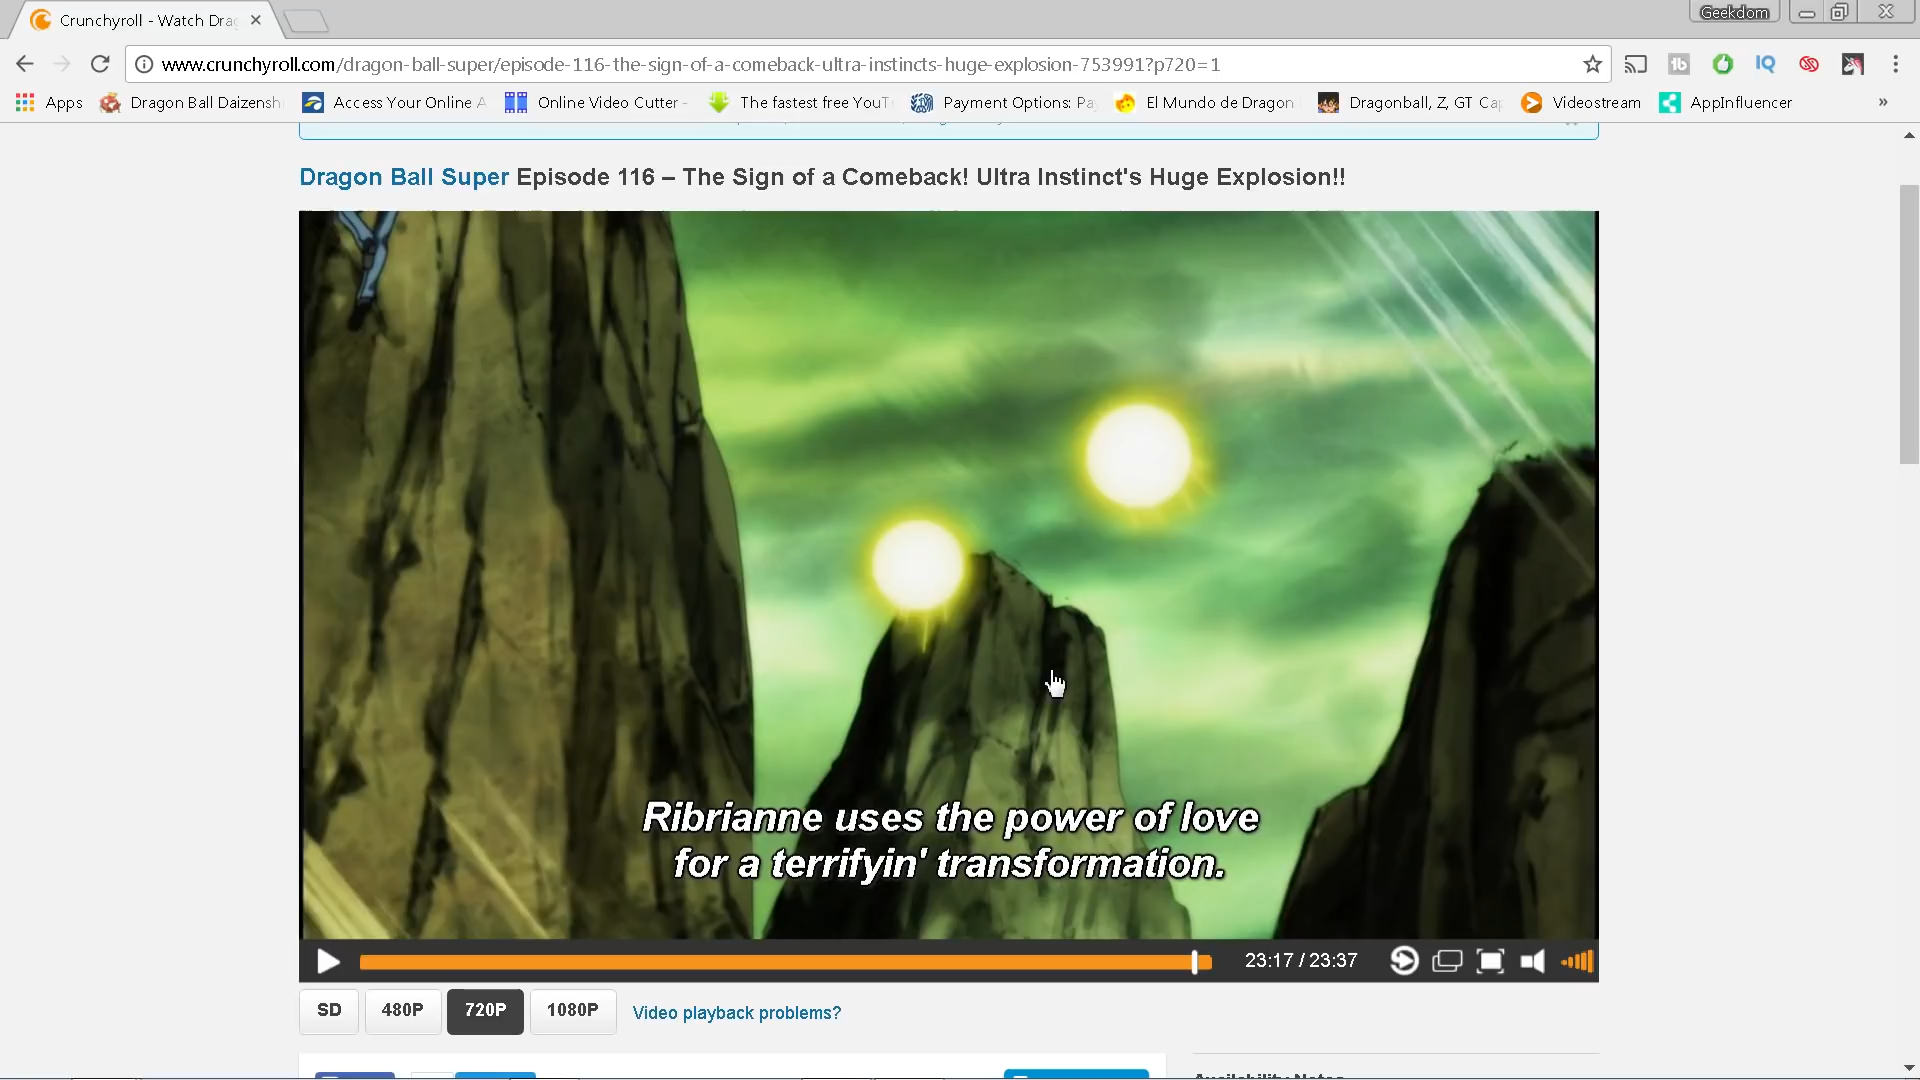 Crunchyroll - Watch Drag
Geekdom
www.crunchyroll.com/dragon-ball-super/episode-116-the-sign-of-a-comeback-ultra-instincts-huge-explosion-753991?p720=1
IQ
Apps Dragon Ball Daizensh Access Your Online A Online Video Cutter - The fastest free YouT Payment Options: Pa El Mundo de Dragon Dragonball, Z, GT Ca Videostream AppInfluencer »
Dragon Ball Super Episode 116 – The Sign of a Comeback! Ultra Instinct's Huge Explosion!!
Ribrianne uses the power of love
for a terrifyin' transformation.
23:17 / 23:37
SD 480P 720P 1080P Video playback problems?
Availability Notes